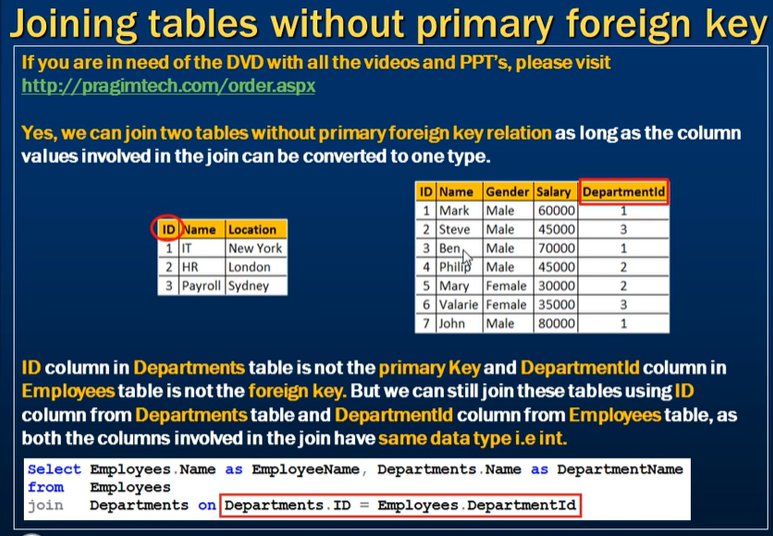 Joining tables without primary foreign key
If you are in need of the DVD with all the videos and PPT's, please visit
http://pragimtech.com/order.aspx
Yes, we can join two tables without primary foreign key relation as long as the column
values involved in the join can be converted to one type.
ID Name Location
1 IT New York
2 HR London
3 Payroll Sydney
ID Name Gender Salary DepartmentId
1 Mark Male 60000 1
2 Steve Male 45000 3
3 Ben Male 70000 1
4 Philip Male 45000 2
5 Mary Female 30000 2
6 Valarie Female 35000 3
7 John Male 80000 1
ID column in Departments table is not the primary Key and DepartmentId column in
Employees table is not the foreign key. But we can still join these tables using ID
column from Departments table and DepartmentId column from Employees table, as
both the columns involved in the join have same data type i.e int.
Select Employees.Name as EmployeeName, Departments.Name as DepartmentName
from Employees
join Departments on Departments.ID = Employees.DepartmentId